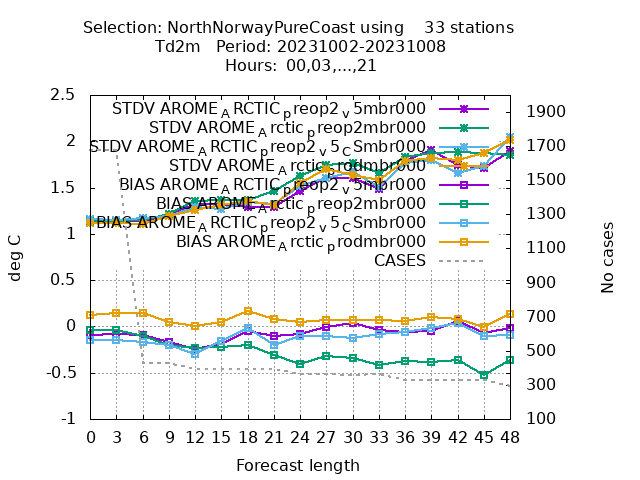 Selection: NorthNorwayPureCoast using 33 stations
Td2m Period: 20231002-20231008
Hours: 00,03,...,21
2.5
2
1.5
1
0.5
0
-0.5
-1
deg C
STDV AROME_ARCTIC_preop2_v5mbr000
STDV AROME_Arctic_preop2mbr000
STDV AROME_ARCTIC_preop2_v5_CSmbr000
STDV AROME_Arctic_prodmbr000
BIAS AROME_ARCTIC_preop2_v5mbr000
BIAS AROME_Arctic_preop2mbr000
BIAS AROME_ARCTIC_preop2_v5_CSmbr000
BIAS AROME_Arctic_prodmbr000
CASES
1900
1700
1500
1300
1100
900
700
500
300
100
No cases
0 3 6 9 12 15 18 21 24 27 30 33 36 39 42 45 48
Forecast length